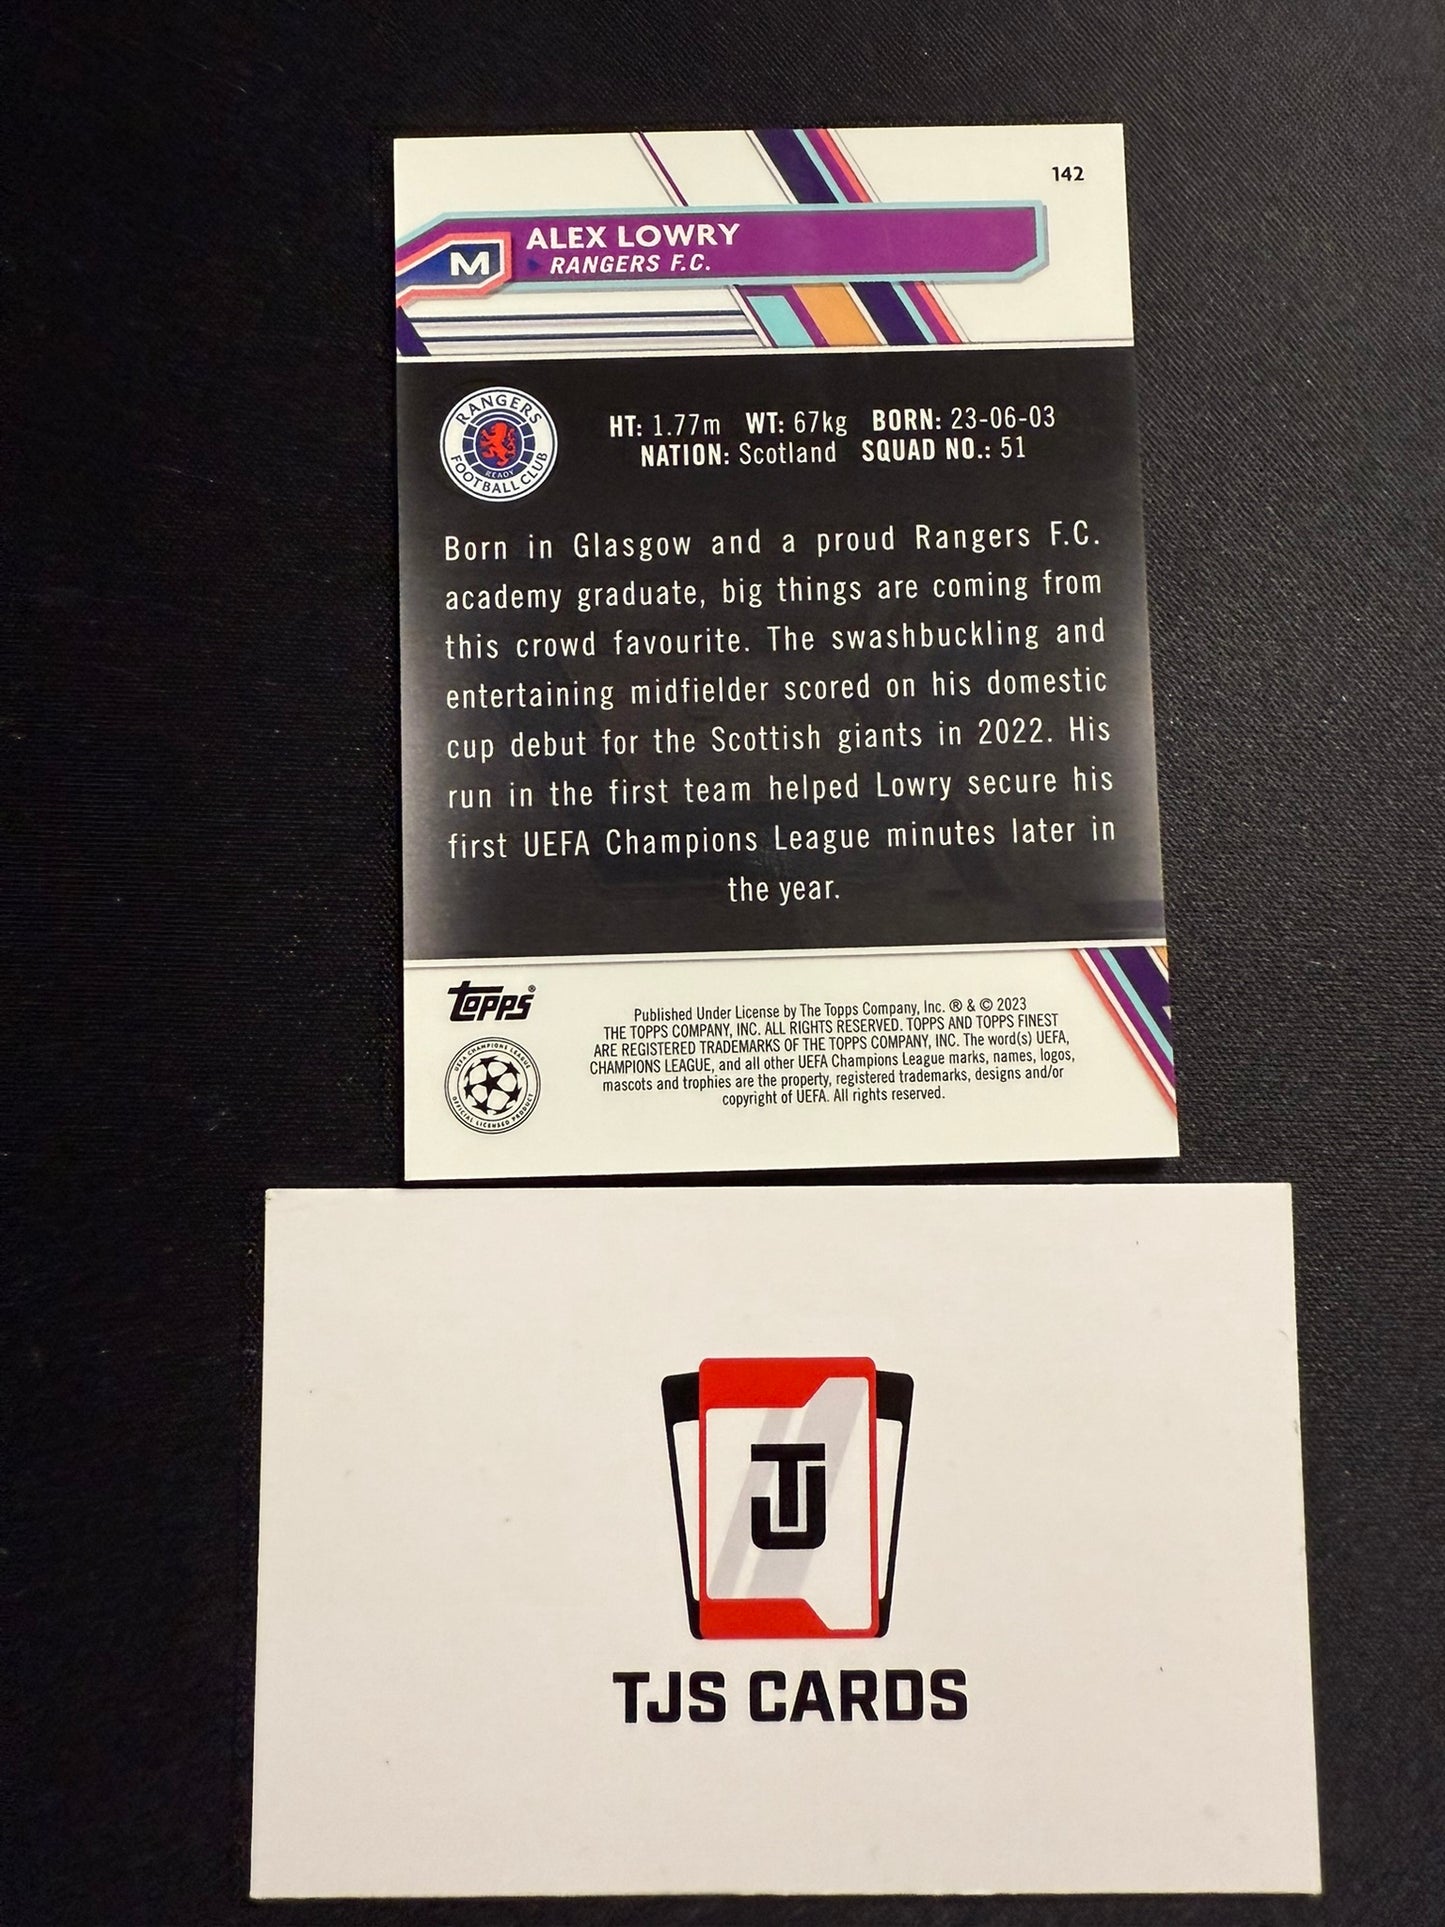 142
ALEX LOWRY
M
RANGERS F.C.
RANGERS
FOOTBALL CLUB
READY
HT: 1.77m WT: 67kg BORN: 23-06-03
NATION: Scotland SQUAD NO.: 51
Born in Glasgow and a proud Rangers F.C.
academy graduate, big things are coming from
this crowd favourite. The swashbuckling and
entertaining midfielder scored on his domestic
cup debut for the Scottish giants in 2022. His
run in the first team helped Lowry secure his
first UEFA Champions League minutes later in
the year.
Topps®
UEFA CHAMPIONS LEAGUE
OFFICIAL LICENSED PRODUCT
Published Under License by The Topps Company, Inc. ® & © 2023
THE TOPPS COMPANY, INC. ALL RIGHTS RESERVED. TOPPS AND TOPPS FINEST
ARE REGISTERED TRADEMARKS OF THE TOPPS COMPANY, INC. The word(s) UEFA,
CHAMPIONS LEAGUE, and all other UEFA Champions League marks, names, logos,
mascots and trophies are the property, registered trademarks, designs and/or
copyright of UEFA. All rights reserved.
TJ
TJS CARDS